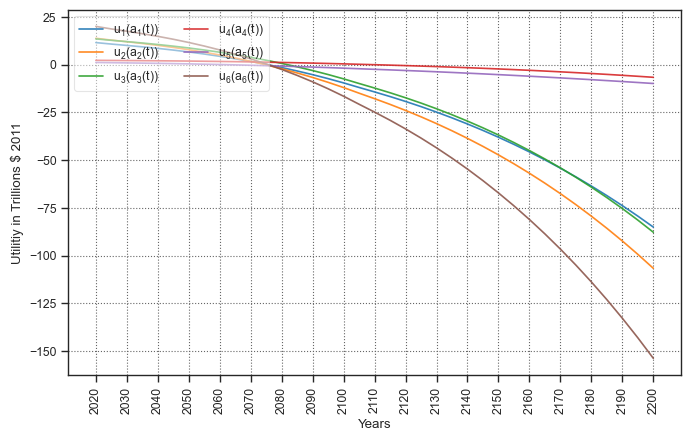 25
0
−25
−50
−75
−100
−125
−150
Utilitiy in Trillions $ 2011
u₁(a₁(t)) u₄(a₄(t))
u₂(a₂(t)) u₅(a₅(t))
u₃(a₃(t)) u₆(a₆(t))
2020 2030 2040 2050 2060 2070 2080 2090 2100 2110 2120 2130 2140 2150 2160 2170 2180 2190 2200
Years